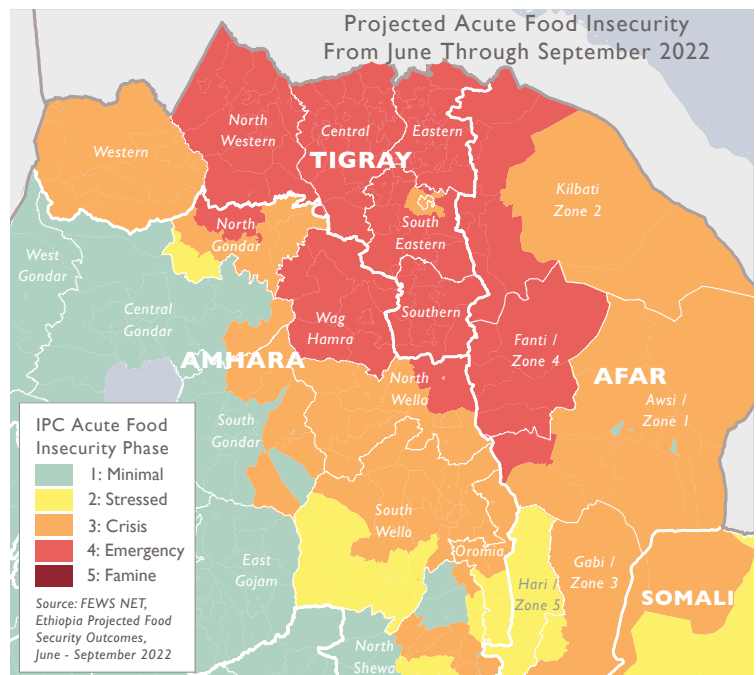 Projected Acute Food Insecurity
From June Through September 2022
North
Western
Central
Eastern
Western
TIGRAY
Kilbati
Zone 2
North
Gondar
South
Eastern
West
Gondar
Central
Gondar
Wag
Hamra
Southern
Fanti /
Zone 4
AMHARA
AFAR
North
Wello
Awsi /
Zone 1
South
Gondar
South
Wello
Oromia
East
Gojam
Hari /
Zone 5
Gabi /
Zone 3
SOMALI
North
Shewa
IPC Acute Food
Insecurity Phase
1: Minimal
2: Stressed
3: Crisis
4: Emergency
5: Famine
Source: FEWS NET,
Ethiopia Projected Food
Security Outcomes,
June - September 2022